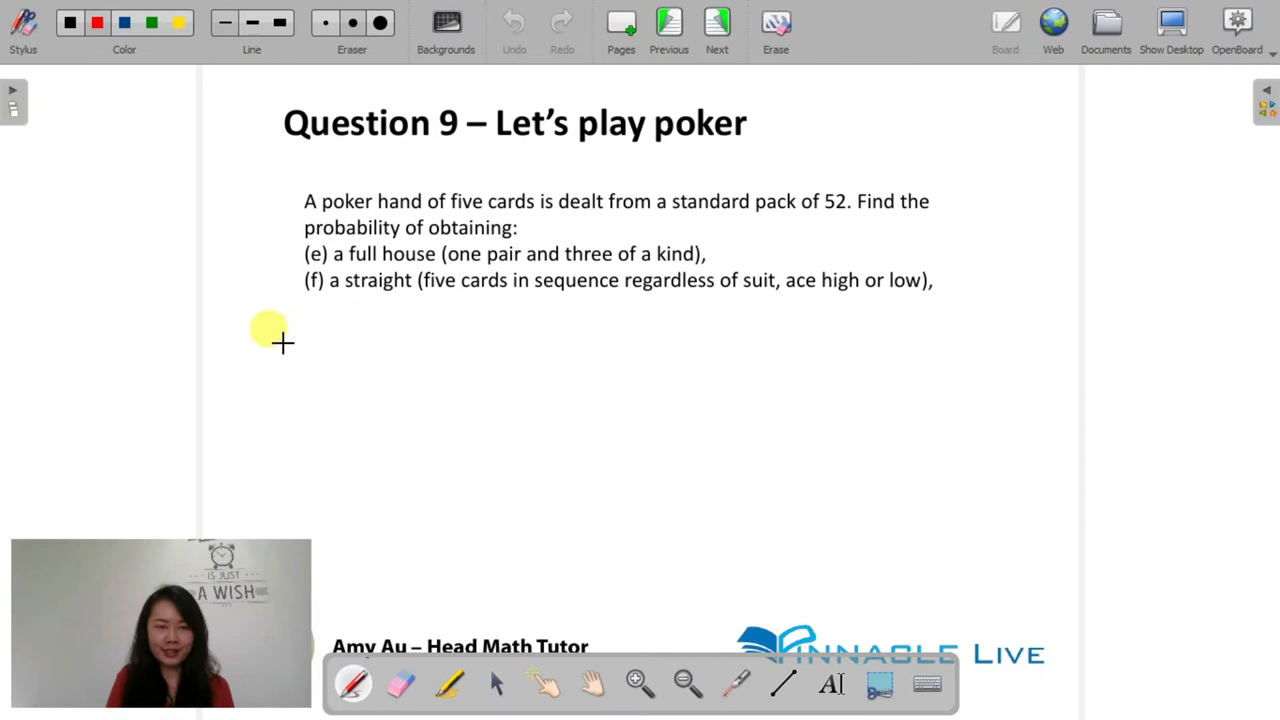 Stylus
Color
Line
Eraser
Backgrounds
Undo
Redo
Pages
Previous
Next
Erase
Board
Web
Documents
Show Desktop
OpenBoard
Question 9 – Let’s play poker
A poker hand of five cards is dealt from a standard pack of 52. Find the
probability of obtaining:
(e) a full house (one pair and three of a kind),
(f) a straight (five cards in sequence regardless of suit, ace high or low),
IS JUST
A WISH
Amy Au – Head Math Tutor
PINNACLE LIVE
AI